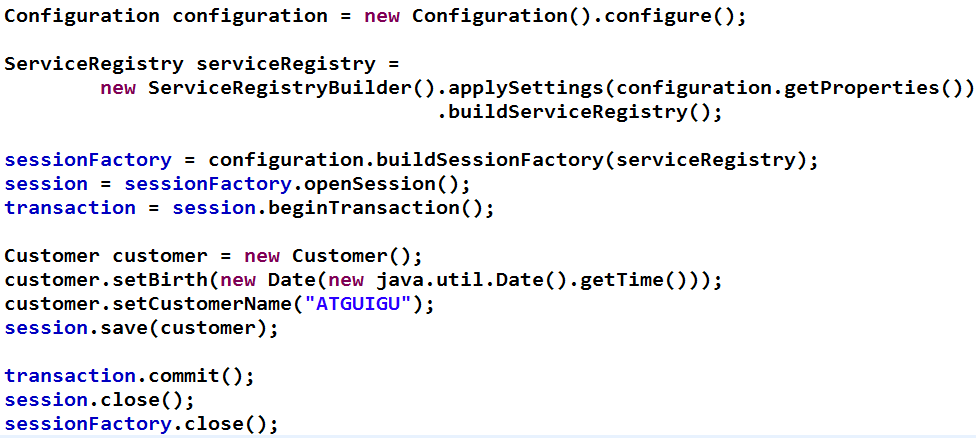 Configuration configuration = new Configuration().configure();
ServiceRegistry serviceRegistry =
new ServiceRegistryBuilder().applySettings(configuration.getProperties())
.buildServiceRegistry();
sessionFactory = configuration.buildSessionFactory(serviceRegistry);
session = sessionFactory.openSession();
transaction = session.beginTransaction();
Customer customer = new Customer();
customer.setBirth(new Date(new java.util.Date().getTime()));
customer.setCustomerName("ATGUIGU");
session.save(customer);
transaction.commit();
session.close();
sessionFactory.close();